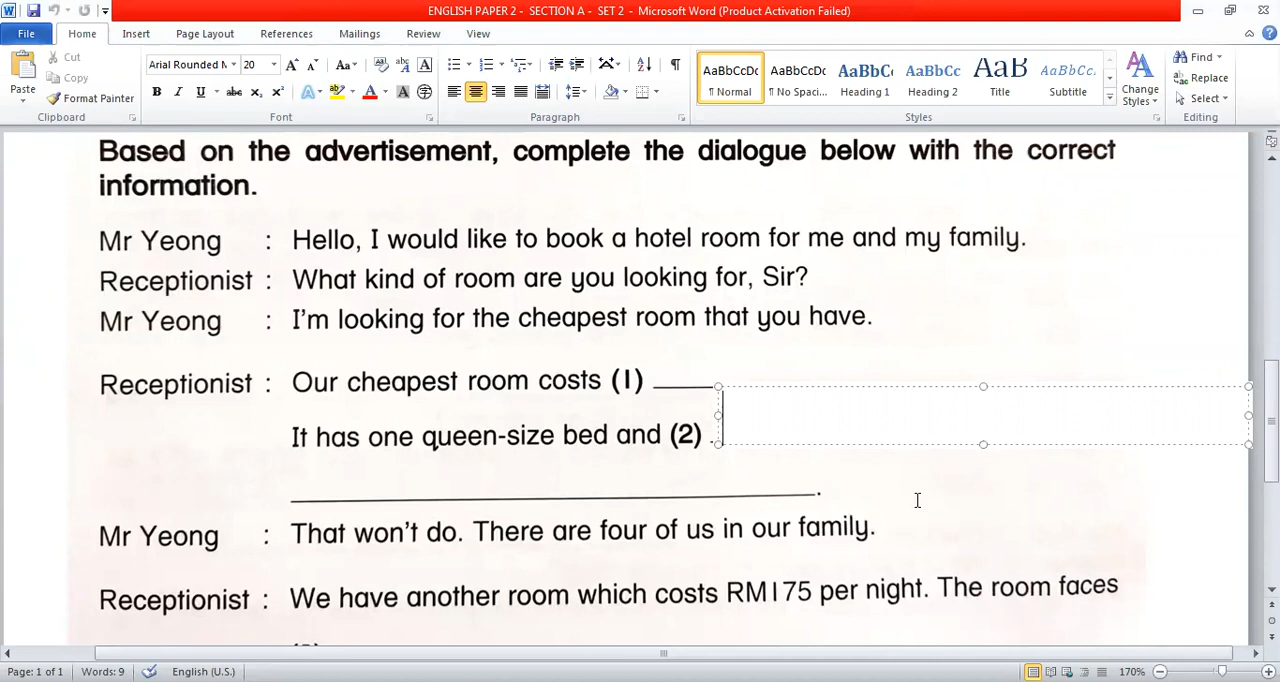 ENGLISH PAPER 2 - SECTION A - SET 2 - Microsoft Word (Product Activation Failed)
File Home Insert Page Layout References Mailings Review View
Cut
Copy
Paste
Format Painter
Clipboard
Arial Rounded M 20
Font
Paragraph
AaBbCcDc AaBbCcDc AaBbCc AaBbCc AaB AaBbCc.
¶ Normal ¶ No Spaci... Heading 1 Heading 2 Title Subtitle
Styles
Change Styles
Find
Replace
Select
Editing
Based on the advertisement, complete the dialogue below with the correct
information.
Mr Yeong : Hello, I would like to book a hotel room for me and my family.
Receptionist : What kind of room are you looking for, Sir?
Mr Yeong : I'm looking for the cheapest room that you have.
Receptionist : Our cheapest room costs (1) ____
It has one queen-size bed and (2)
____________________.
Mr Yeong : That won't do. There are four of us in our family.
Receptionist : We have another room which costs RM175 per night. The room faces
Page: 1 of 1 Words: 9 English (U.S.) 170%